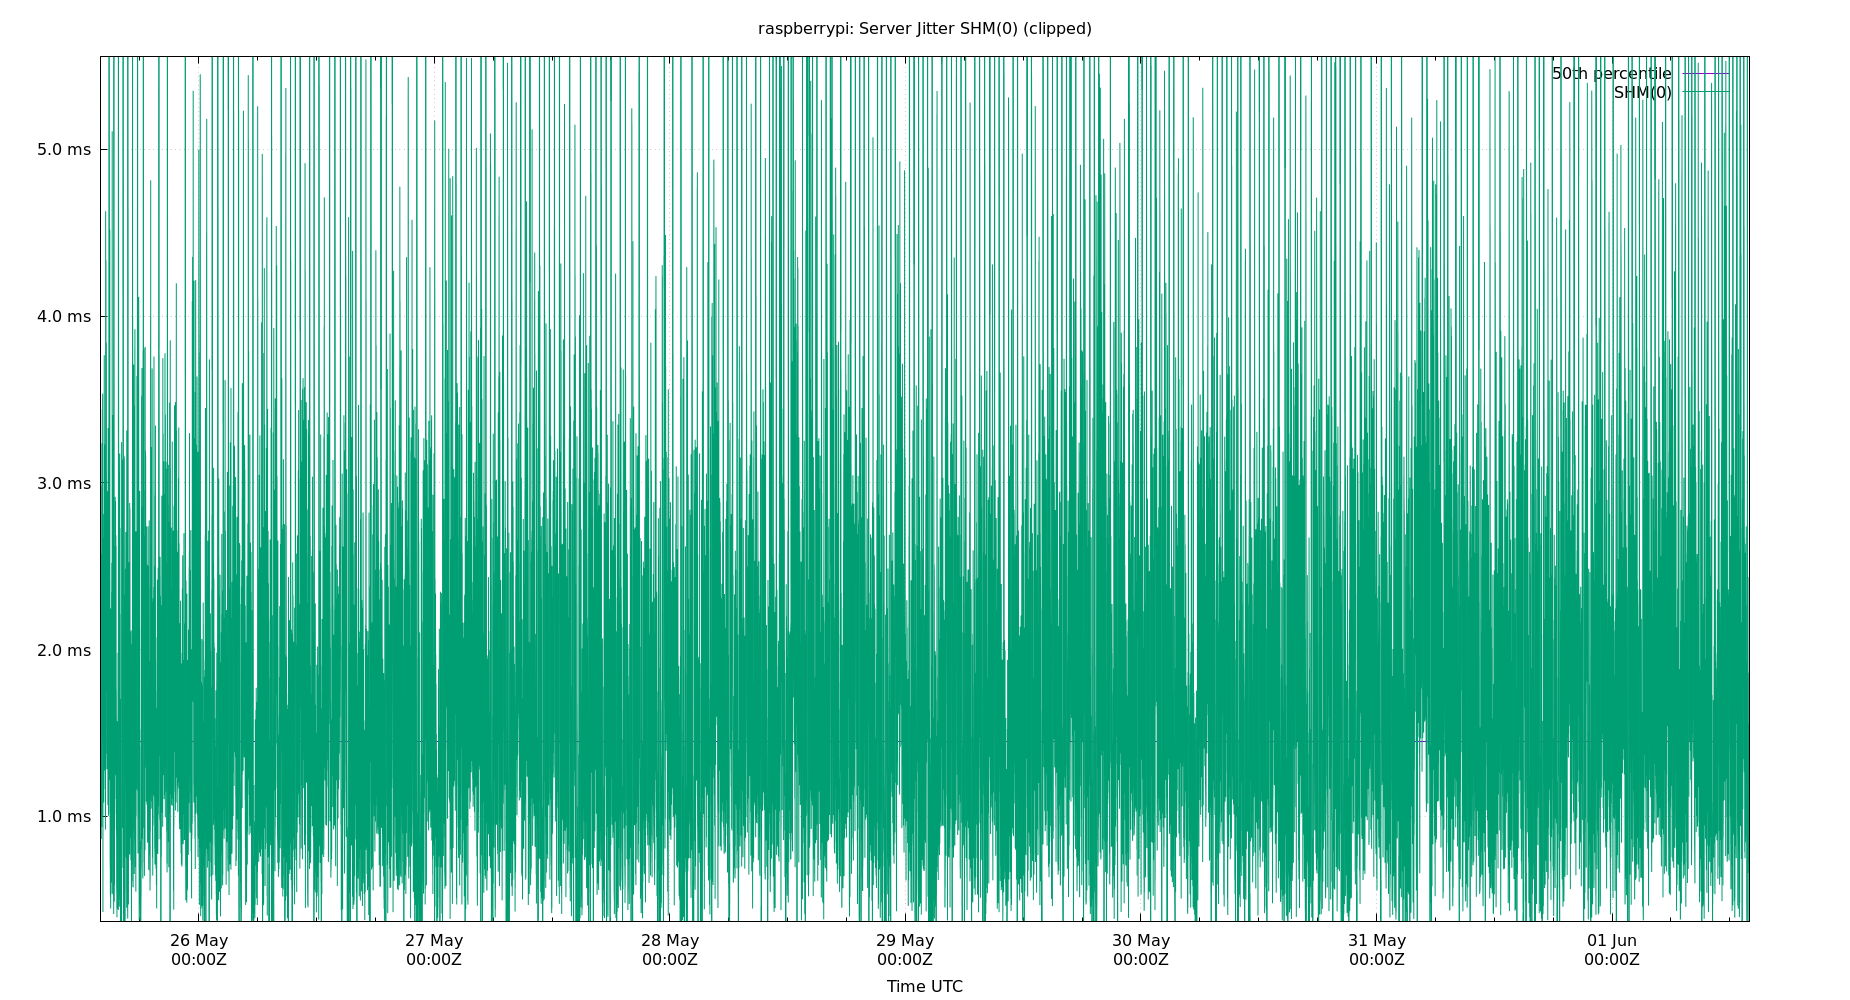 raspberrypi: Server Jitter SHM(0) (clipped)
50th percentile
SHM(0)
5.0 ms
4.0 ms
3.0 ms
2.0 ms
1.0 ms
26 May 27 May 28 May 29 May 30 May 31 May 01 Jun
00:00Z 00:00Z 00:00Z 00:00Z 00:00Z 00:00Z 00:00Z
Time UTC